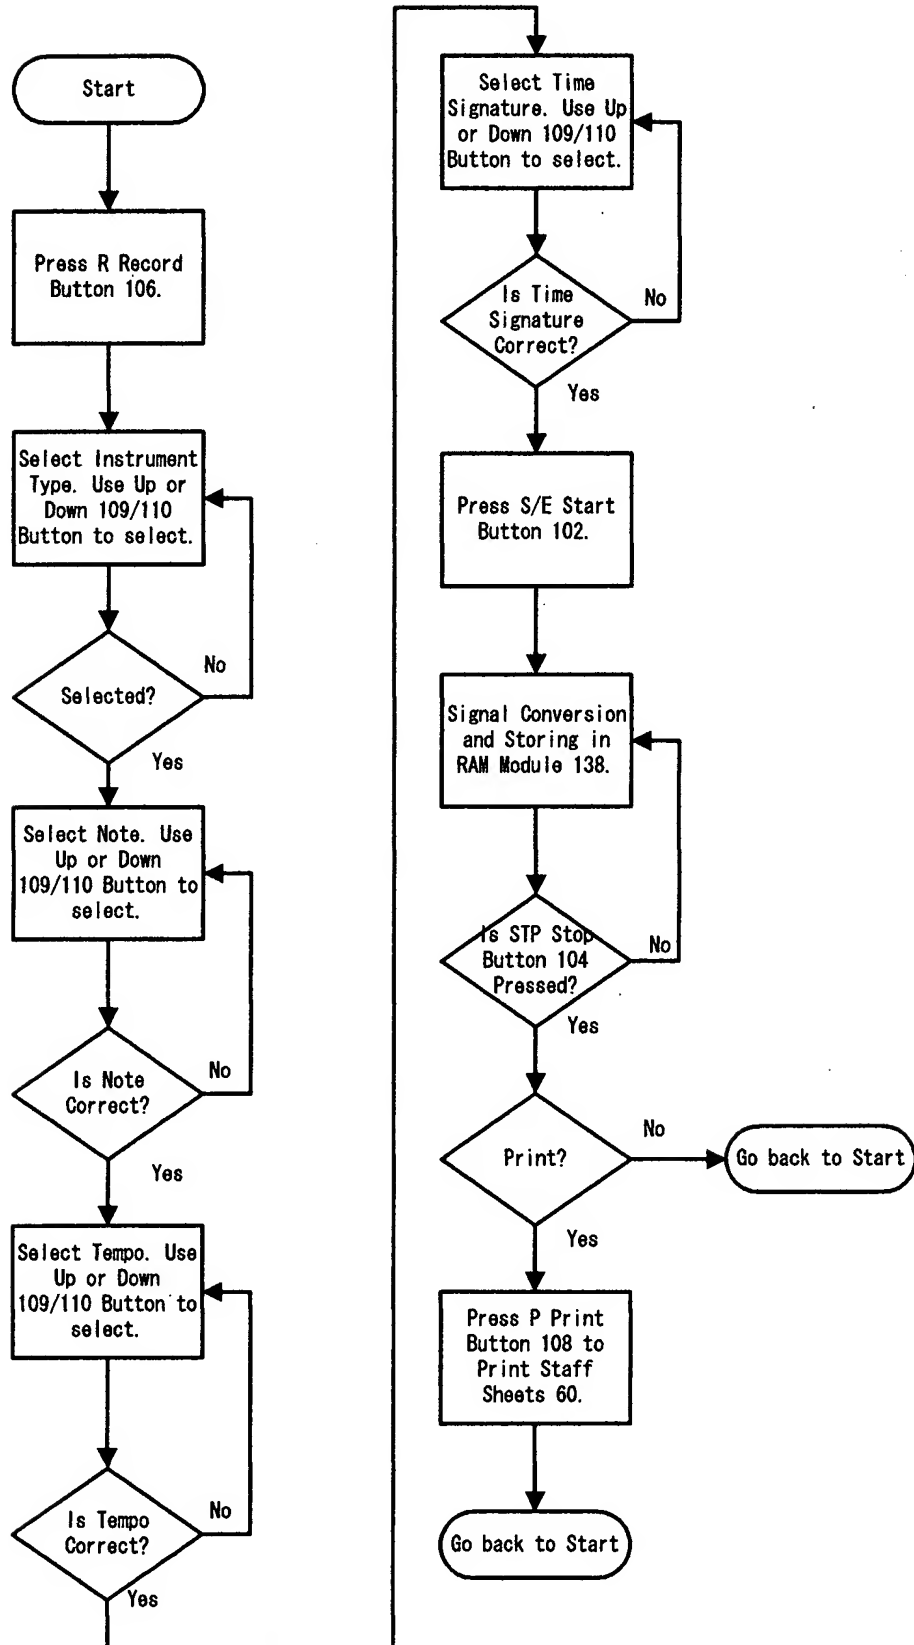 Start
Press R Record
Button 106.
Select Instrument
Type. Use Up or
Down 109/110
Button to select.
Selected?
No
Yes
Select Note. Use
Up or Down
109/110 Button to
select.
Is Note
Correct?
No
Yes
Select Tempo. Use
Up or Down
109/110 Button to
select.
Is Tempo
Correct?
No
Yes
Select Time
Signature. Use Up
or Down 109/110
Button to select.
Is Time
Signature
Correct?
No
Yes
Press S/E Start
Button 102.
Signal Conversion
and Storing in
RAM Module 138.
Is STP Stop
Button 104
Pressed?
No
Yes
Print?
No
Go back to Start
Yes
Press P Print
Button 108 to
Print Staff
Sheets 60.
Go back to Start